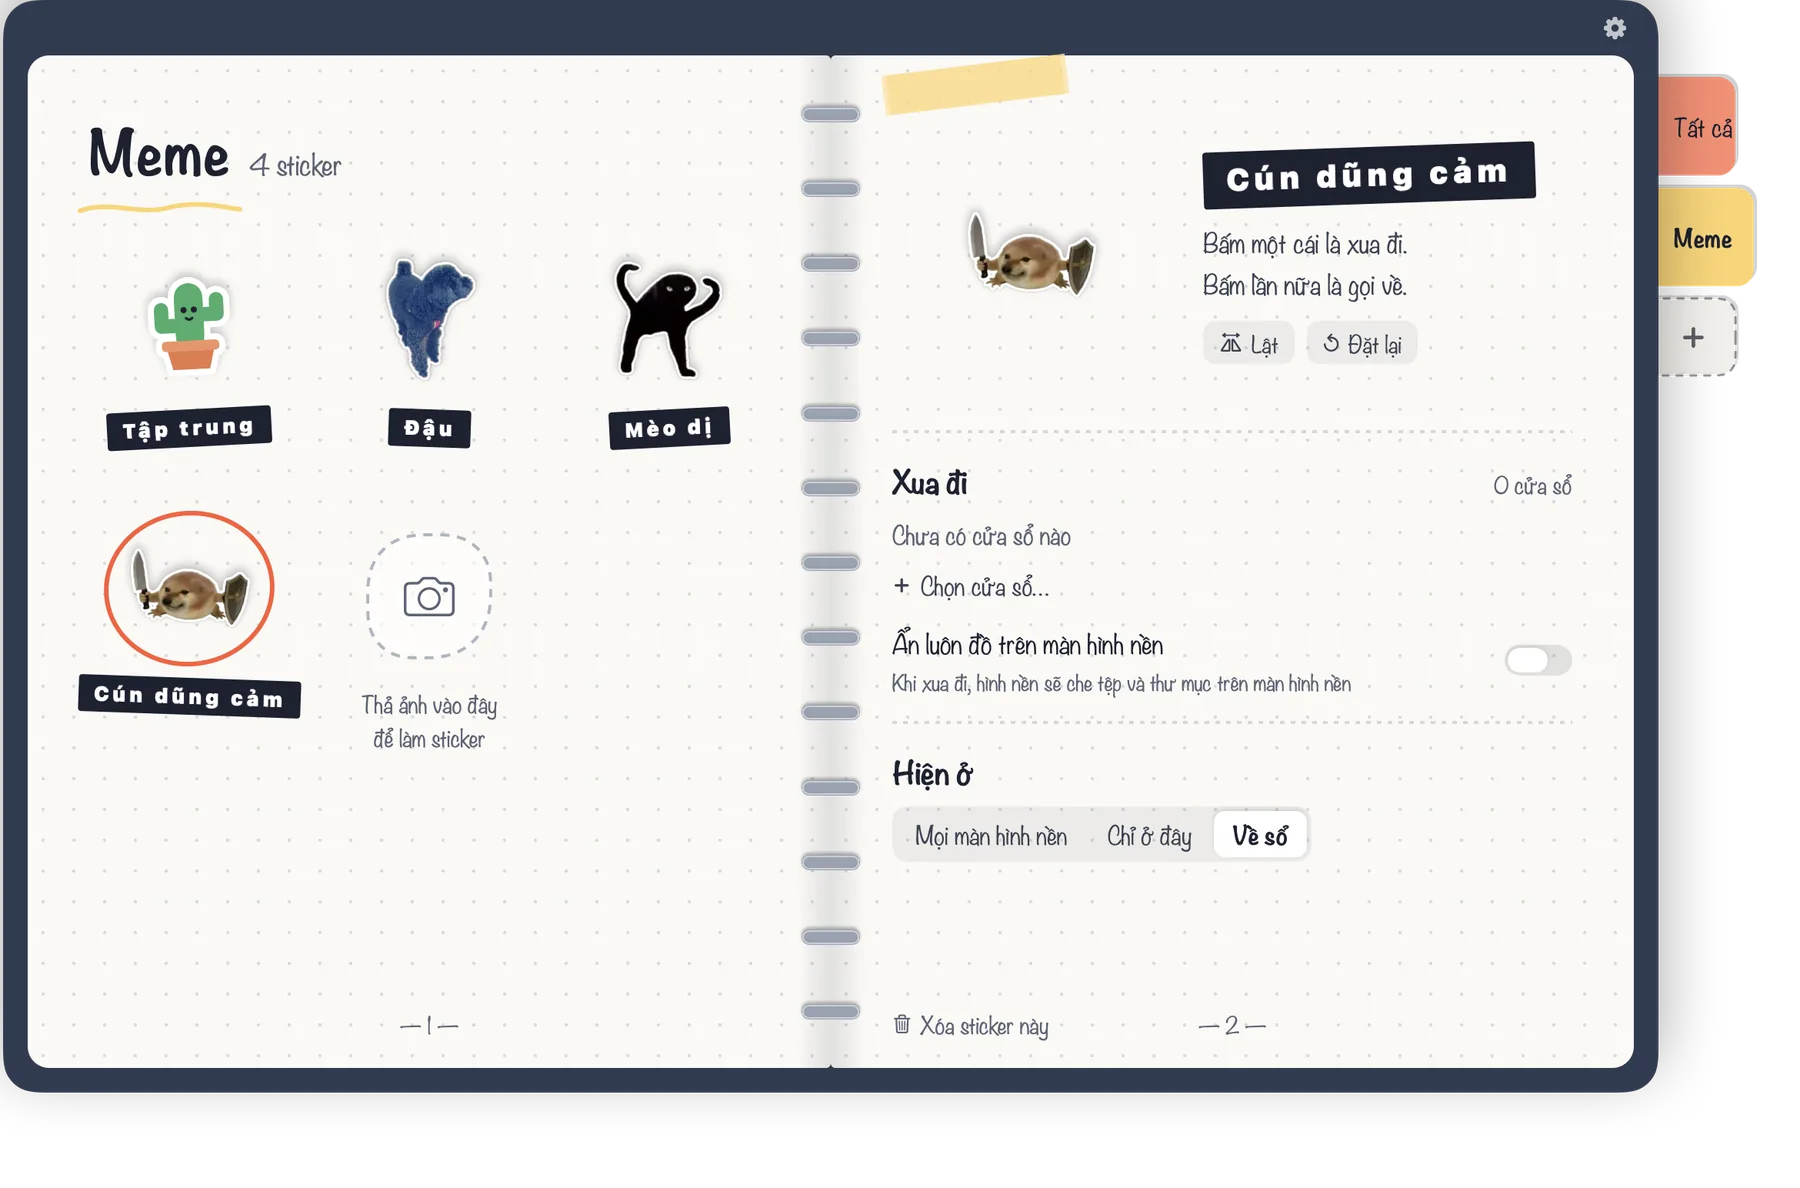 Meme 4 sticker
Tập trung
Đậu
Mèo dị
Cún dũng cảm
Thả ảnh vào đây
để làm sticker
— 1 —
Cún dũng cảm
Bấm một cái là xua đi.
Bấm lần nữa là gọi về.
Lật
Đặt lại
Xua đi
0 cửa sổ
Chưa có cửa sổ nào
+ Chọn cửa sổ...
Ẩn luôn đồ trên màn hình nền
Khi xua đi, hình nền sẽ che tệp và thư mục trên màn hình nền
Hiện ở
Mọi màn hình nền
Chỉ ở đây
Về sổ
Xóa sticker này
— 2 —
Tất cả
Meme
+